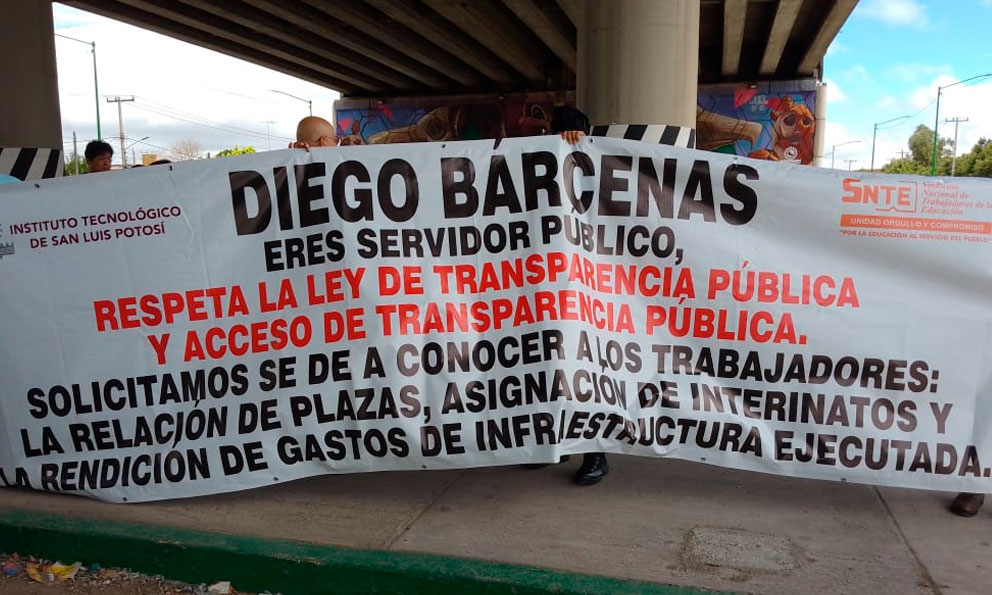 INSTITUTO TECNOLÓGICO
DE SAN LUIS POTOSÍ
DIEGO BÁRCENAS
ERES SERVIDOR PÚBLICO,
RESPETA LA LEY DE TRANSPARENCIA PÚBLICA
Y ACCESO DE TRANSPARENCIA PÚBLICA.
SOLICITAMOS SE DE A CONOCER A LOS TRABAJADORES:
LA RELACIÓN DE PLAZAS, ASIGNACIÓN DE INTERINATOS Y
LA RENDICIÓN DE GASTOS DE INFRAESTRUCTURA EJECUTADA.
SNTE
Sindicato
Nacional de
Trabajadores de la
Educación
UNIDAD ORGULLO Y COMPROMISO
"POR LA EDUCACIÓN AL SERVICIO DEL PUEBLO"